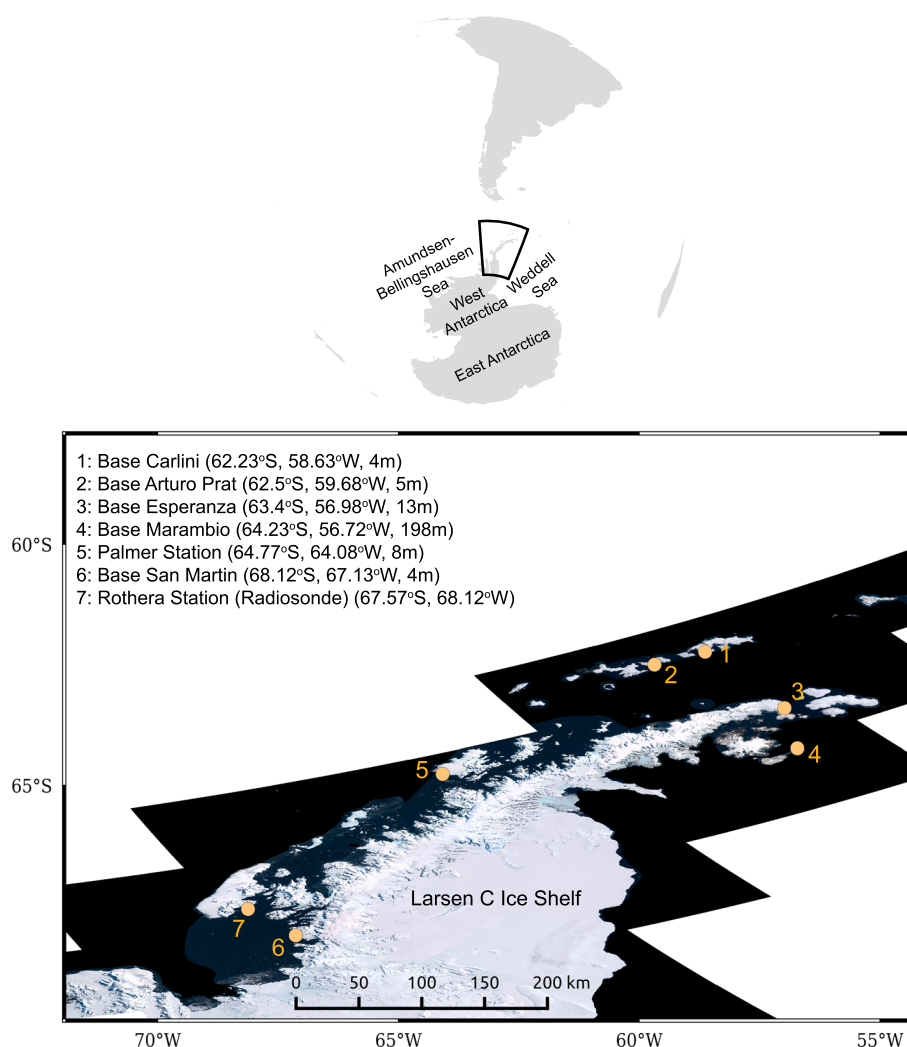 Amundsen-
Bellingshausen
Sea
Weddell
Sea
West
Antarctica
East Antarctica
1: Base Carlini (62.23°S, 58.63°W, 4m)
2: Base Arturo Prat (62.5°S, 59.68°W, 5m)
3: Base Esperanza (63.4°S, 56.98°W, 13m)
4: Base Marambio (64.23°S, 56.72°W, 198m)
5: Palmer Station (64.77°S, 64.08°W, 8m)
6: Base San Martin (68.12°S, 67.13°W, 4m)
7: Rothera Station (Radiosonde) (67.57°S, 68.12°W)
60°S
1
2
3
4
5
65°S
Larsen C Ice Shelf
7
6
0 50 100 150 200 km
70°W 65°W 60°W 55°W